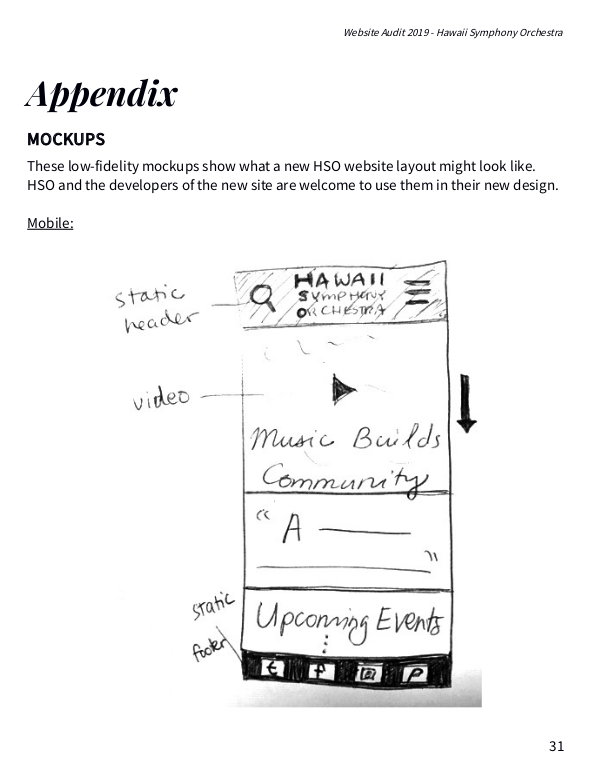 Website Audit 2019 - Hawaii Symphony Orchestra
Appendix
MOCKUPS
These low-fidelity mockups show what a new HSO website layout might look like.
HSO and the developers of the new site are welcome to use them in their new design.
Mobile:
static
header
HAWAII
SYMPHONY
ORCHESTRA
video
Music Builds
Community
“ A
”
Upcoming Events
static
footer
t f P
31